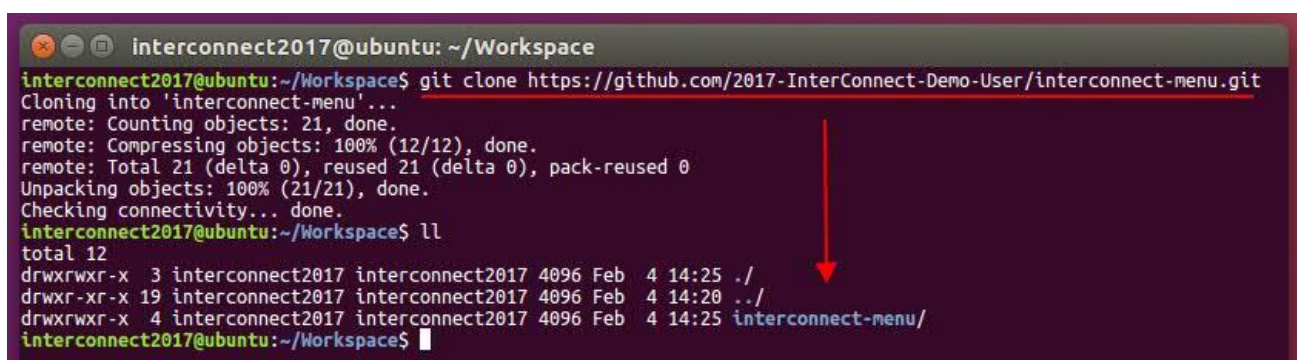 interconnect2017@ubuntu: ~/Workspace
interconnect2017@ubuntu:~/Workspace$ git clone https://github.com/2017-InterConnect-Demo-User/interconnect-menu.git
Cloning into 'interconnect-menu'...
remote: Counting objects: 21, done.
remote: Compressing objects: 100% (12/12), done.
remote: Total 21 (delta 0), reused 21 (delta 0), pack-reused 0
Unpacking objects: 100% (21/21), done.
Checking connectivity... done.
interconnect2017@ubuntu:~/Workspace$ ll
total 12
drwxrwxr-x  3 interconnect2017 interconnect2017 4096 Feb  4 14:25 ./
drwxr-xr-x 19 interconnect2017 interconnect2017 4096 Feb  4 14:20 ../
drwxrwxr-x  4 interconnect2017 interconnect2017 4096 Feb  4 14:25 interconnect-menu/
interconnect2017@ubuntu:~/Workspace$